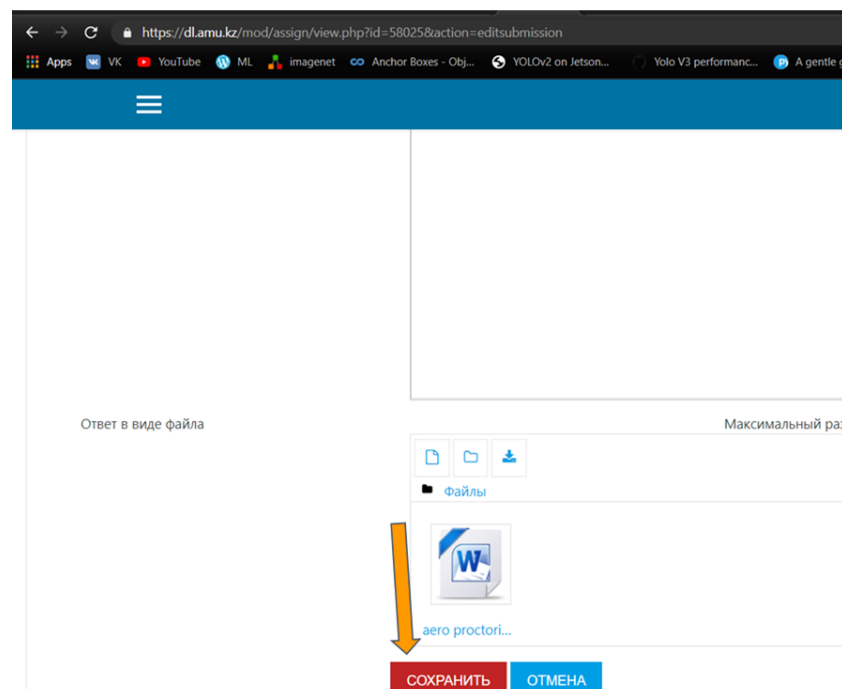 https://dl.amu.kz/mod/assign/view.php?id=58025&action=editsubmission
Apps VK YouTube ML imagenet Anchor Boxes - Obj... YOLOv2 on Jetson... Yolo V3 performanc... A gentle
Ответ в виде файла
Максимальный раз
Файлы
W
aero proctori...
СОХРАНИТЬ ОТМЕНА